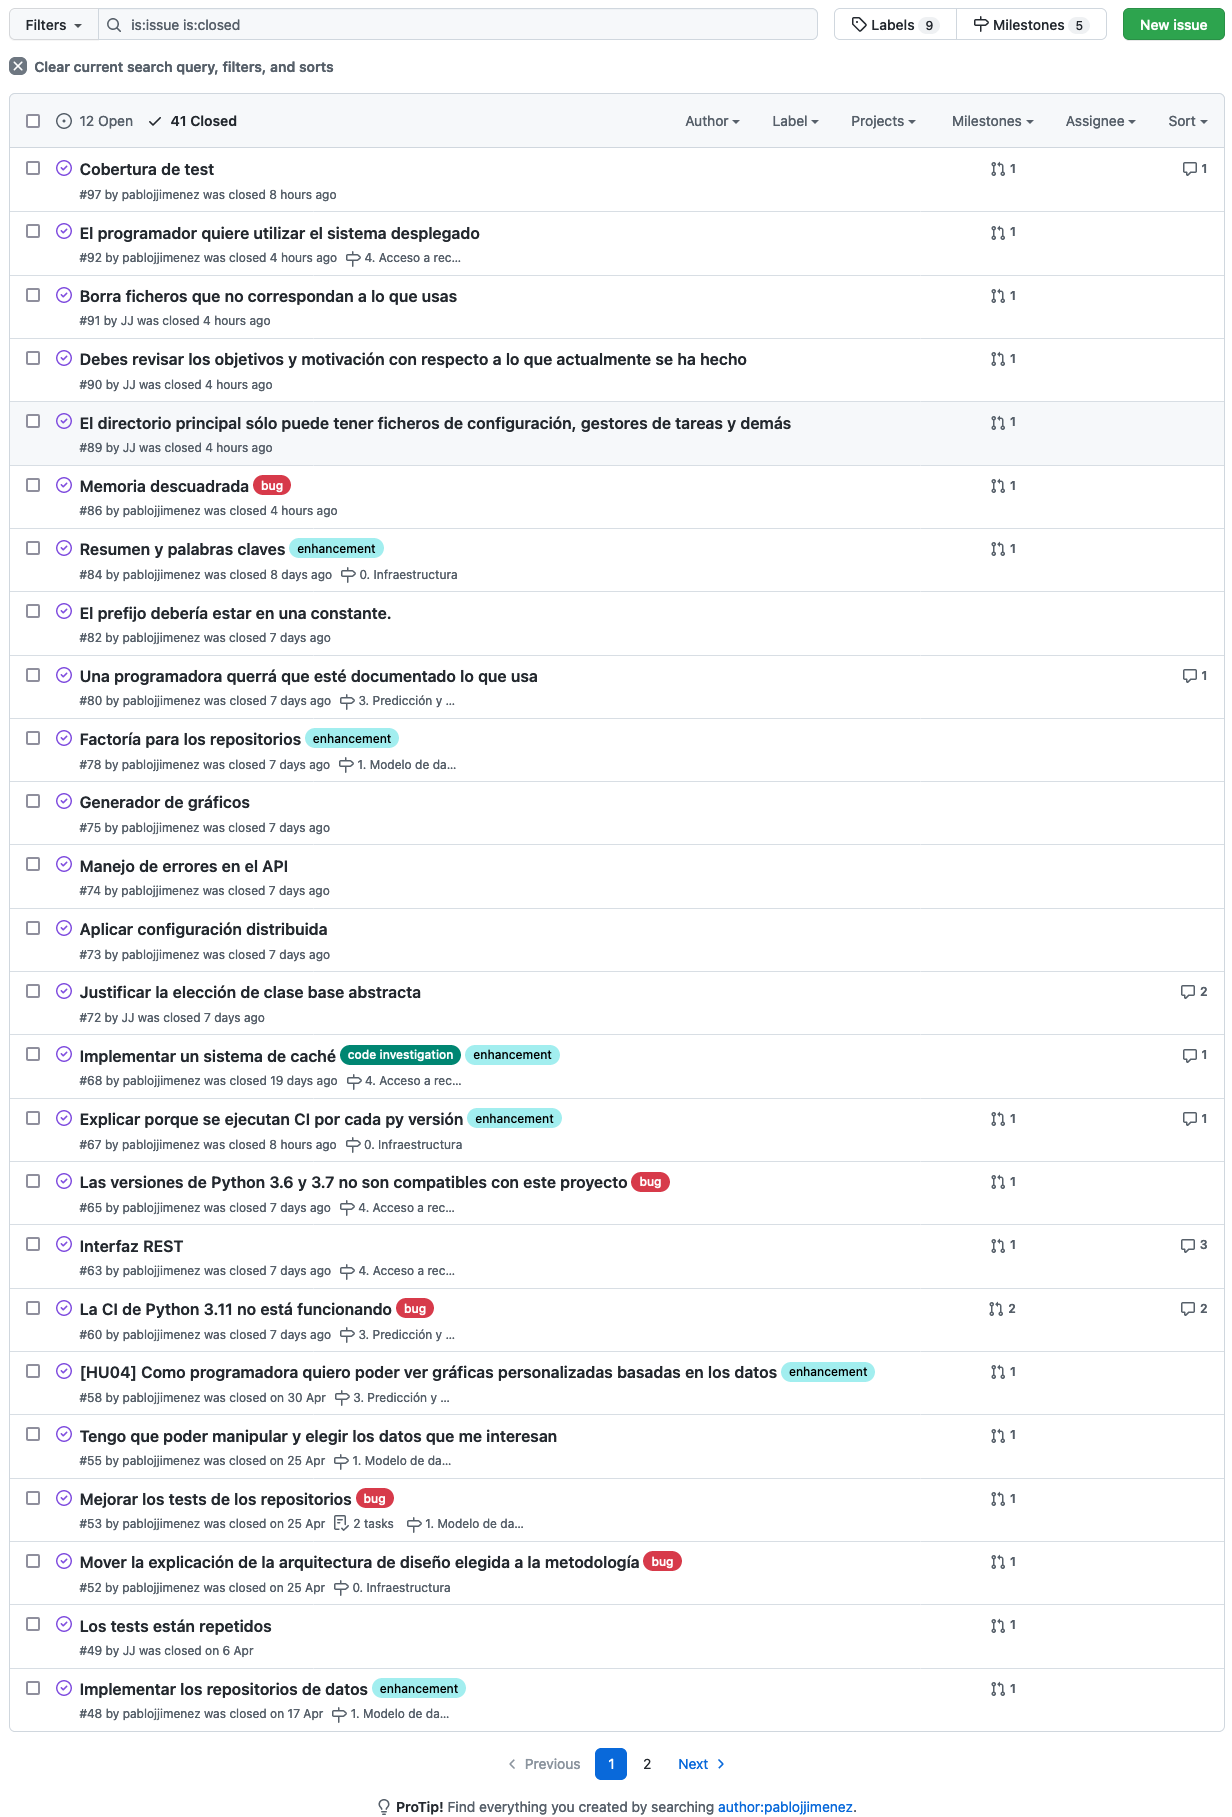 Filters
is:issue is:closed
Labels 9
Milestones 5
New issue
Clear current search query, filters, and sorts
12 Open 41 Closed Author Label Projects Milestones Assignee Sort
Cobertura de test 1 1
#97 by pablojjimenez was closed 8 hours ago
El programador quiere utilizar el sistema desplegado 1
#92 by pablojjimenez was closed 4 hours ago 4. Acceso a rec...
Borra ficheros que no correspondan a lo que usas 1
#91 by JJ was closed 4 hours ago
Debes revisar los objetivos y motivación con respecto a lo que actualmente se ha hecho 1
#90 by JJ was closed 4 hours ago
El directorio principal sólo puede tener ficheros de configuración, gestores de tareas y demás 1
#89 by JJ was closed 4 hours ago
Memoria descuadrada bug 1
#86 by pablojjimenez was closed 4 hours ago
Resumen y palabras claves enhancement 1
#84 by pablojjimenez was closed 8 days ago 0. Infraestructura
El prefijo debería estar en una constante.
#82 by pablojjimenez was closed 7 days ago
Una programadora querrá que esté documentado lo que usa 1
#80 by pablojjimenez was closed 7 days ago 3. Predicción y ...
Factoría para los repositorios enhancement
#78 by pablojjimenez was closed 7 days ago 1. Modelo de da...
Generador de gráficos
#75 by pablojjimenez was closed 7 days ago
Manejo de errores en el API
#74 by pablojjimenez was closed 7 days ago
Aplicar configuración distribuida
#73 by pablojjimenez was closed 7 days ago
Justificar la elección de clase base abstracta 2
#72 by JJ was closed 7 days ago
Implementar un sistema de caché code investigation enhancement 1
#68 by pablojjimenez was closed 19 days ago 4. Acceso a rec...
Explicar porque se ejecutan CI por cada py versión enhancement 1 1
#67 by pablojjimenez was closed 8 hours ago 0. Infraestructura
Las versiones de Python 3.6 y 3.7 no son compatibles con este proyecto bug 1
#65 by pablojjimenez was closed 7 days ago 4. Acceso a rec...
Interfaz REST 1 3
#63 by pablojjimenez was closed 7 days ago 4. Acceso a rec...
La CI de Python 3.11 no está funcionando bug 2 2
#60 by pablojjimenez was closed 7 days ago 3. Predicción y ...
[HU04] Como programadora quiero poder ver gráficas personalizadas basadas en los datos enhancement 1
#58 by pablojjimenez was closed on 30 Apr 3. Predicción y ...
Tengo que poder manipular y elegir los datos que me interesan 1
#55 by pablojjimenez was closed on 25 Apr 1. Modelo de da...
Mejorar los tests de los repositorios bug 1
#53 by pablojjimenez was closed on 25 Apr 2 tasks 1. Modelo de da...
Mover la explicación de la arquitectura de diseño elegida a la metodología bug 1
#52 by pablojjimenez was closed on 25 Apr 0. Infraestructura
Los tests están repetidos 1
#49 by JJ was closed on 6 Apr
Implementar los repositorios de datos enhancement 1
#48 by pablojjimenez was closed on 17 Apr 1. Modelo de da...
Previous 1 2 Next
ProTip! Find everything you created by searching author:pablojjimenez.